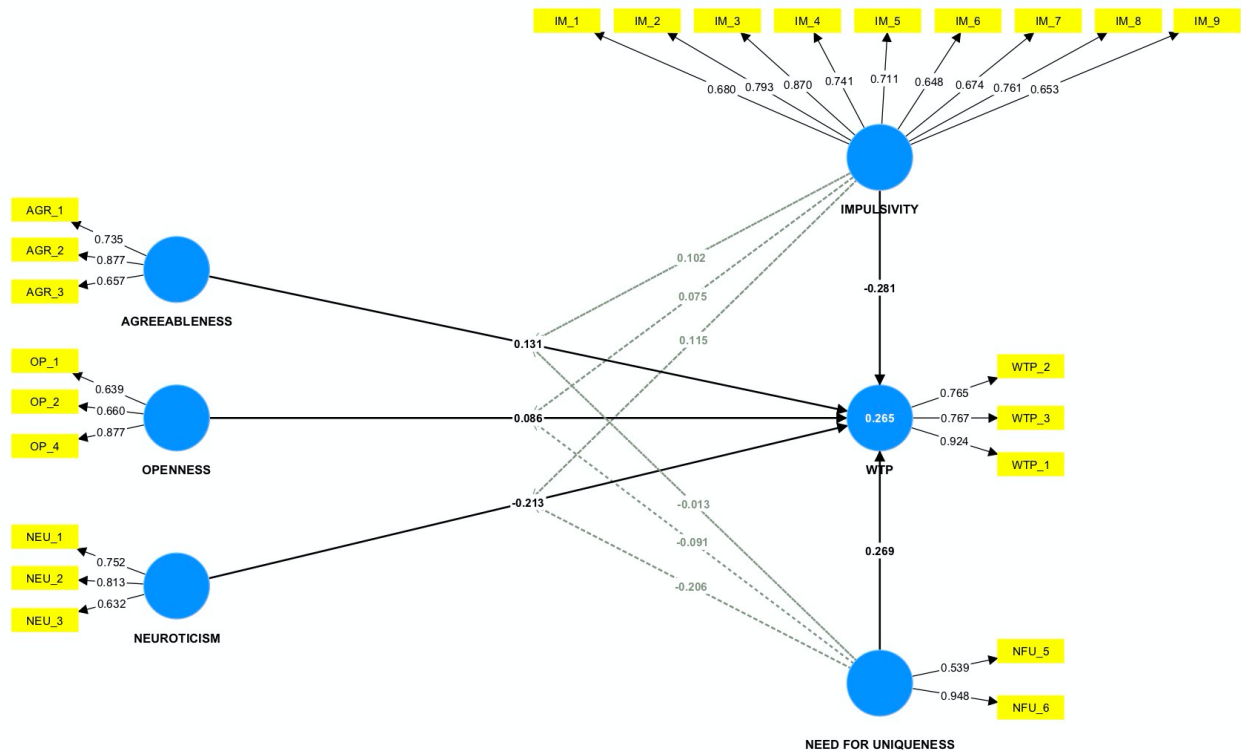 IM_1 IM_2 IM_3 IM_4 IM_5 IM_6 IM_7 IM_8 IM_9
0.680 0.793 0.870 0.741 0.711 0.648 0.674 0.761 0.653
IMPULSIVITY
AGR_1
0.735
AGR_2
0.877
AGR_3
0.657
AGREEABLENESS
0.102
0.075
0.115
-0.281
0.131
OP_1
0.639
OP_2
0.660
OP_4
0.877
OPENNESS
0.086
0.265
WTP
WTP_2
0.765
WTP_3
0.767
WTP_1
0.924
NEU_1
0.752
NEU_2
0.813
NEU_3
0.632
NEUROTICISM
-0.213
-0.013
-0.091
-0.206
0.269
NFU_5
0.539
NFU_6
0.948
NEED FOR UNIQUENESS